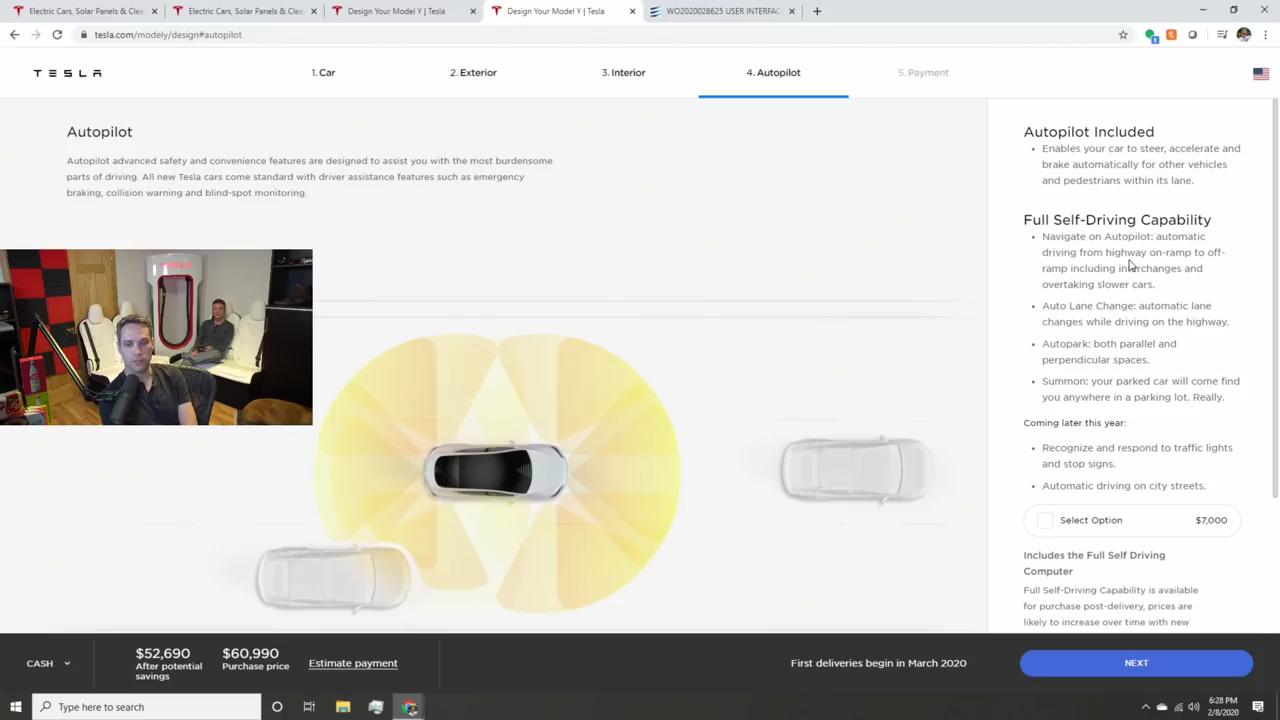 Electric Cars, Solar Panels & Clea
Electric Cars, Solar Panels & Clea
Design Your Model Y | Tesla
Design Your Model Y | Tesla
WO2020028625 USER INTERFAC
tesla.com/modely/design#autopilot
TESLA
1. Car
2. Exterior
3. Interior
4. Autopilot
5. Payment
Autopilot
Autopilot advanced safety and convenience features are designed to assist you with the most burdensome
parts of driving. All new Tesla cars come standard with driver assistance features such as emergency
braking, collision warning and blind-spot monitoring.
Autopilot Included
Enables your car to steer, accelerate and
brake automatically for other vehicles
and pedestrians within its lane.
Full Self-Driving Capability
Navigate on Autopilot: automatic
driving from highway on-ramp to off-
ramp including interchanges and
overtaking slower cars.
Auto Lane Change: automatic lane
changes while driving on the highway.
Autopark: both parallel and
perpendicular spaces.
Summon: your parked car will come find
you anywhere in a parking lot. Really.
Coming later this year:
Recognize and respond to traffic lights
and stop signs.
Automatic driving on city streets.
Select Option $7,000
Includes the Full Self Driving
Computer
Full Self-Driving Capability is available
for purchase post-delivery, prices are
likely to increase over time with new
CASH
$52,690
After potential
savings
$60,990
Purchase price
Estimate payment
First deliveries begin in March 2020
NEXT
Type here to search
6:28 PM
2/8/2020